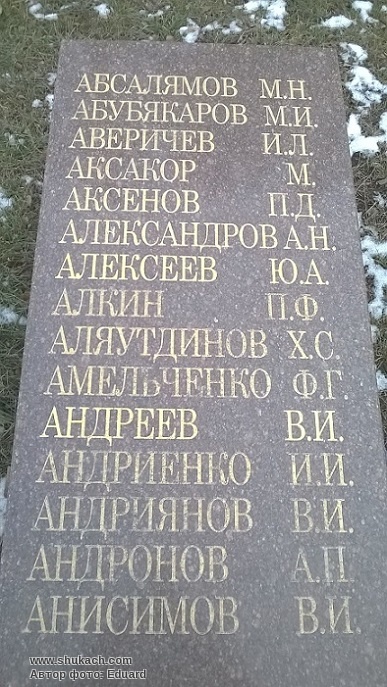 АБСАЛЯМОВ М.Н.
АБУБЯКАРОВ М.И.
АВЕРИЧЕВ И.Л.
АКСАКОР М.
АКСЕНОВ П.Д.
АЛЕКСАНДРОВ А.Н.
АЛЕКСЕЕВ Ю.А.
АЛКИН П.Ф.
АЛЯУТДИНОВ Х.С.
АМЕЛЬЧЕНКО Ф.Г.
АНДРЕЕВ В.И.
АНДРИЕНКО И.И.
АНДРИЯНОВ В.И.
АНДРОНОВ А.П
АНИСИМОВ В.И.
www.shukach.com
Автор фото: Eduard